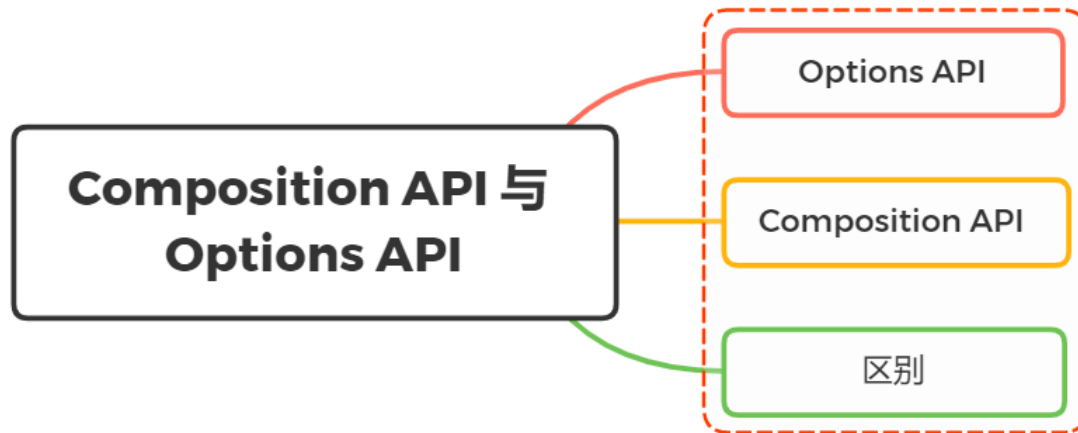 Composition API 与
Options API
Options API
Composition API
区别